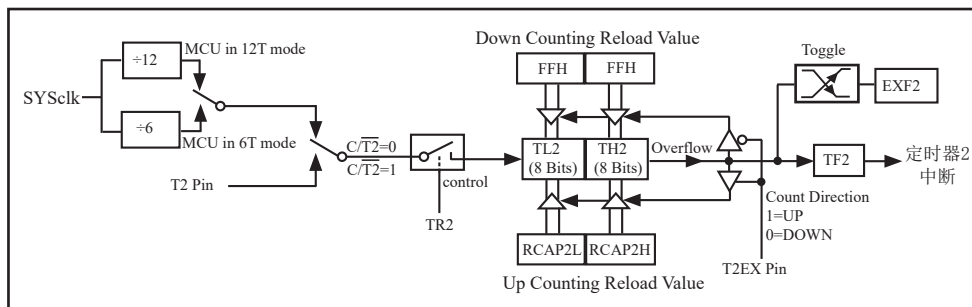 Down Counting Reload Value
Toggle
MCU in 12T mode
÷12
FFH
FFH
EXF2
SYSclk
÷6
MCU in 6T mode
C/T2=0
C/T2=1
TL2
(8 Bits)
TH2
(8 Bits)
Overflow
TF2
定时器2
中断
T2 Pin
control
Count Direction
1=UP
0=DOWN
TR2
RCAP2L
RCAP2H
T2EX Pin
Up Counting Reload Value